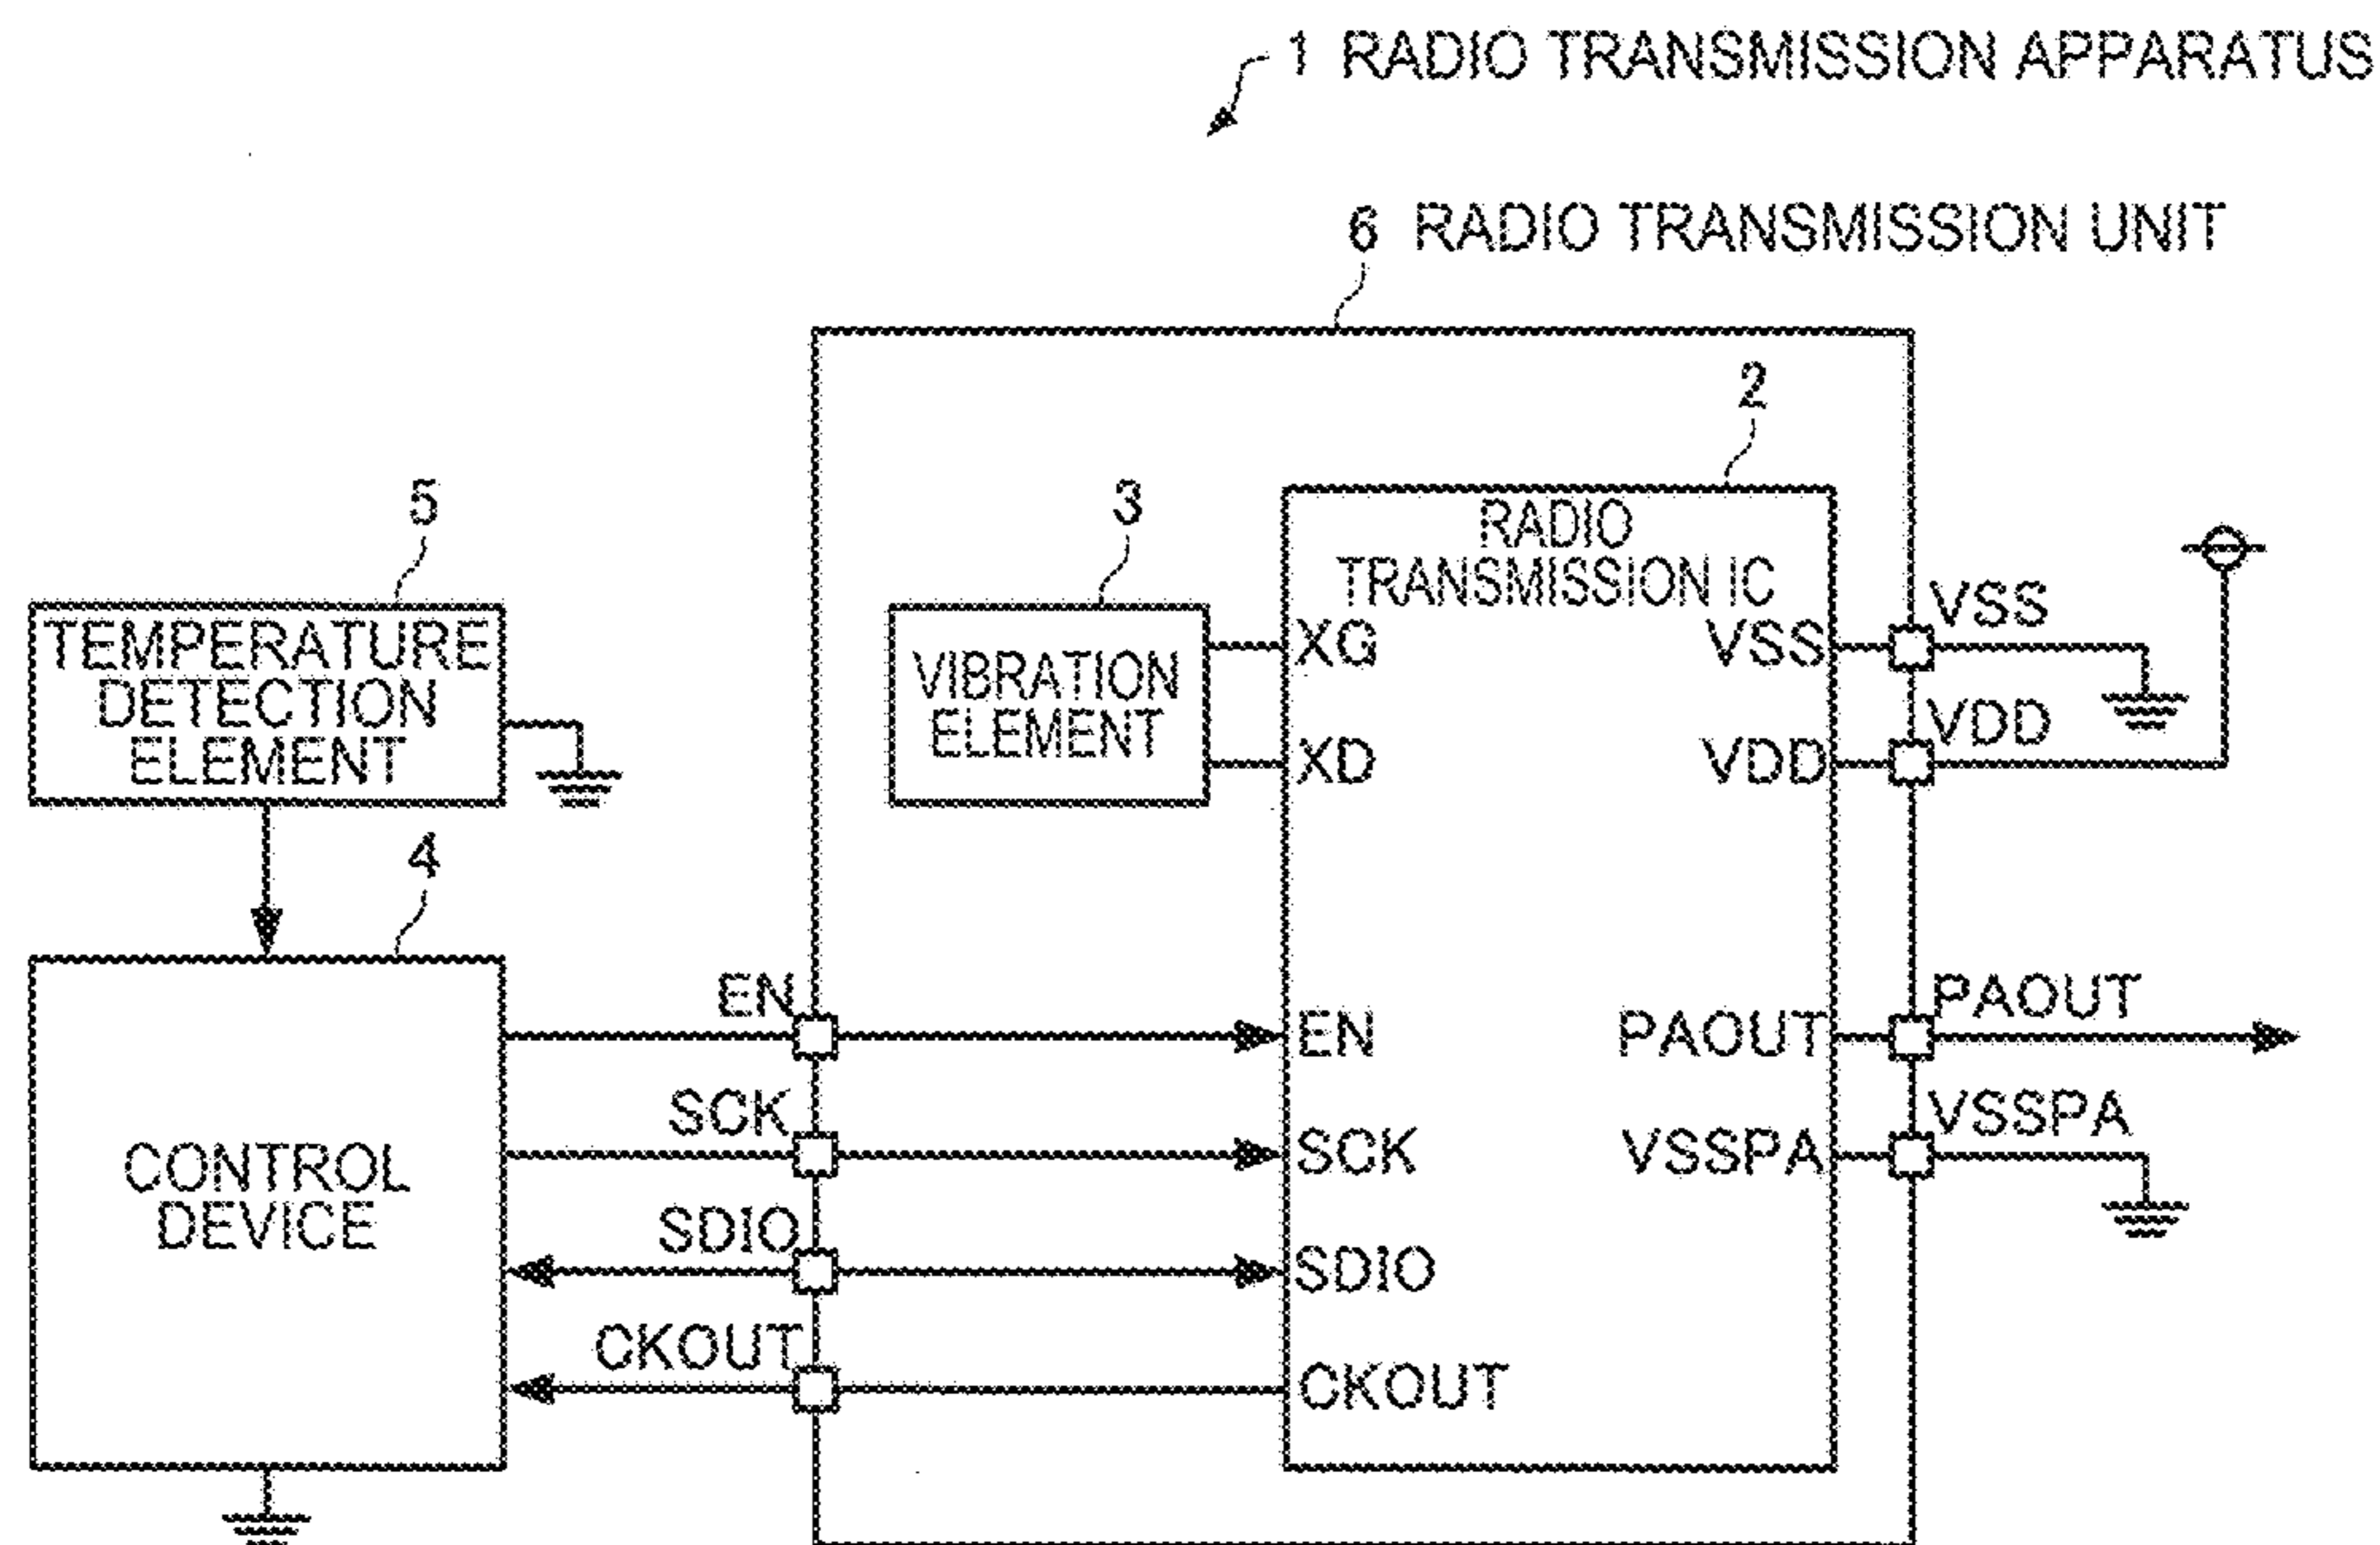 1 RADIO TRANSMISSION APPARATUS
6 RADIO TRANSMISSION UNIT
2
5
3
RADIO
TRANSMISSION IC
TEMPERATURE
DETECTION
ELEMENT
VIBRATION
ELEMENT
XG
XD
VSS
VSS
VDD
VDD
4
CONTROL
DEVICE
EN
EN
SCK
SCK
SDIO
SDIO
CKOUT
CKOUT
PAOUT
PAOUT
VSSPA
VSSPA